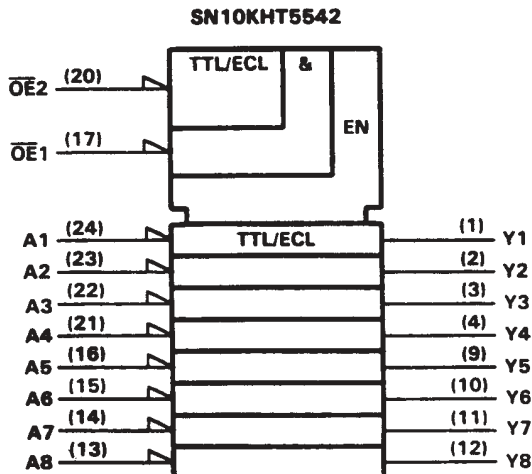 SN10KHT5542
TTL/ECL &
O̅E̅2 (20)
EN
O̅E̅1 (17)
A1 (24) TTL/ECL (1) Y1
A2 (23) (2) Y2
A3 (22) (3) Y3
A4 (21) (4) Y4
A5 (16) (9) Y5
A6 (15) (10) Y6
A7 (14) (11) Y7
A8 (13) (12) Y8